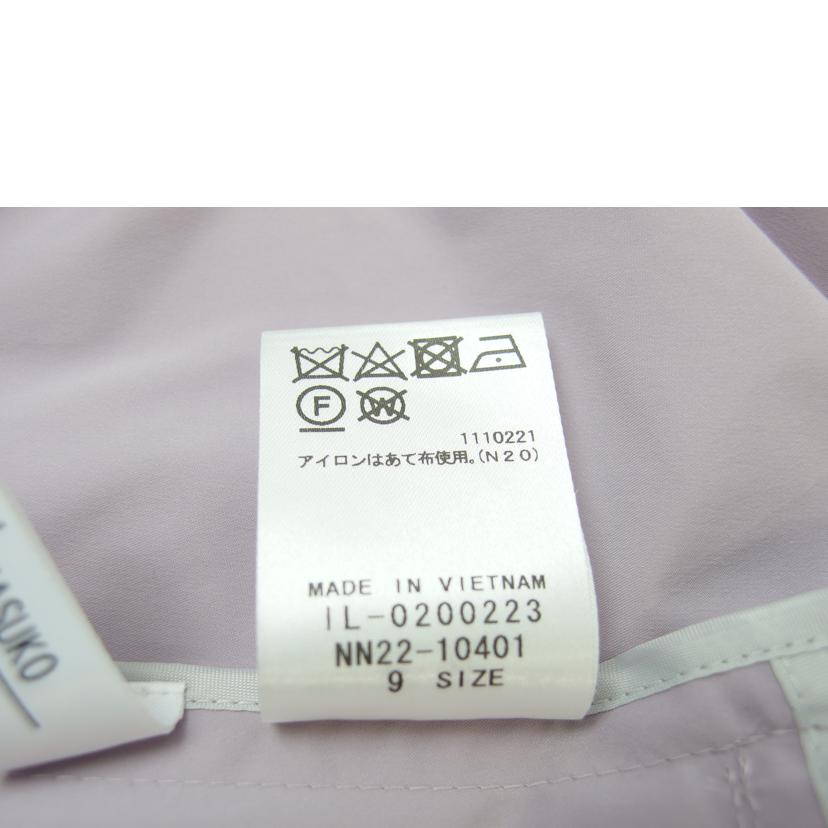 F
W
1110221
アイロンはあて布使用。(N20)
MADE IN VIETNAM
IL-0200223
NN22-10401
9 SIZE